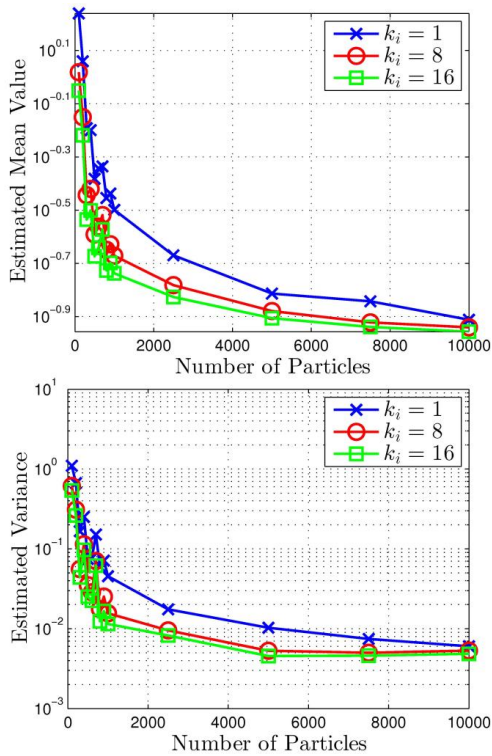 Estimated Mean Value
10^0.1
10^−0.1
10^−0.3
10^−0.5
10^−0.7
10^−0.9
k_i = 1
k_i = 8
k_i = 16
0 2000 4000 6000 8000 10000
Number of Particles
Estimated Variance
10^1
10^0
10^−1
10^−2
10^−3
k_i = 1
k_i = 8
k_i = 16
0 2000 4000 6000 8000 10000
Number of Particles